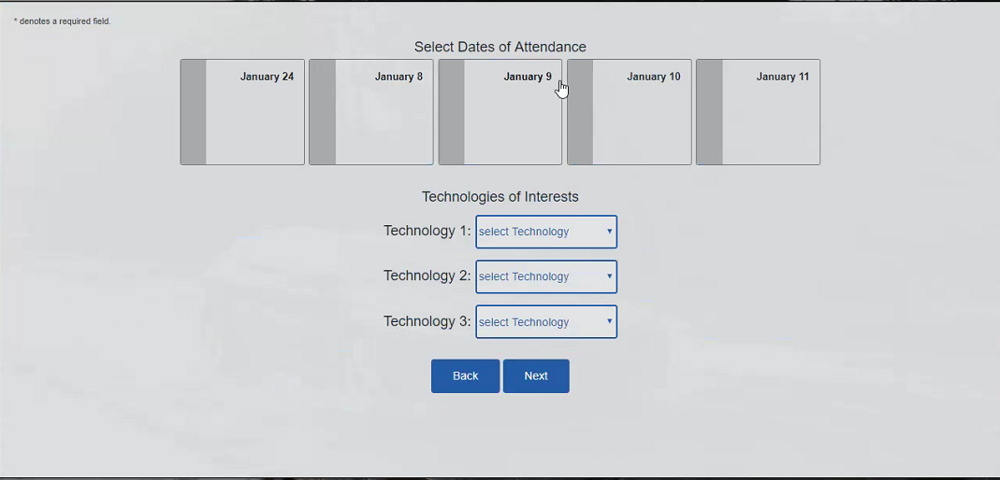 * denotes a required field.
Select Dates of Attendance
January 24 January 8 January 9 January 10 January 11
Technologies of Interests
Technology 1: select Technology
Technology 2: select Technology
Technology 3: select Technology
Back Next